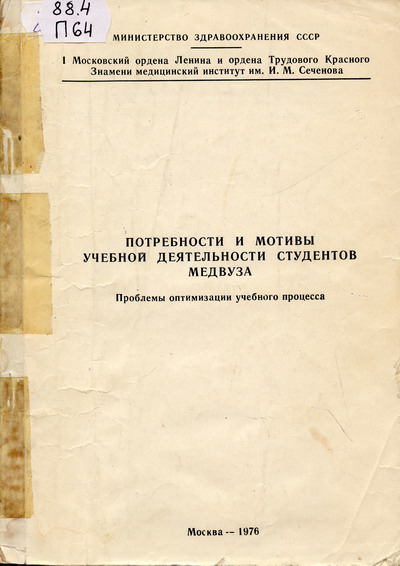 88.4
П64
МИНИСТЕРСТВО ЗДРАВООХРАНЕНИЯ СССР
I Московский ордена Ленина и ордена Трудового Красного
Знамени медицинский институт им. И. М. Сеченова
ПОТРЕБНОСТИ И МОТИВЫ
УЧЕБНОЙ ДЕЯТЕЛЬНОСТИ СТУДЕНТОВ
МЕДВУЗА
Проблемы оптимизации учебного процесса
Москва — 1976